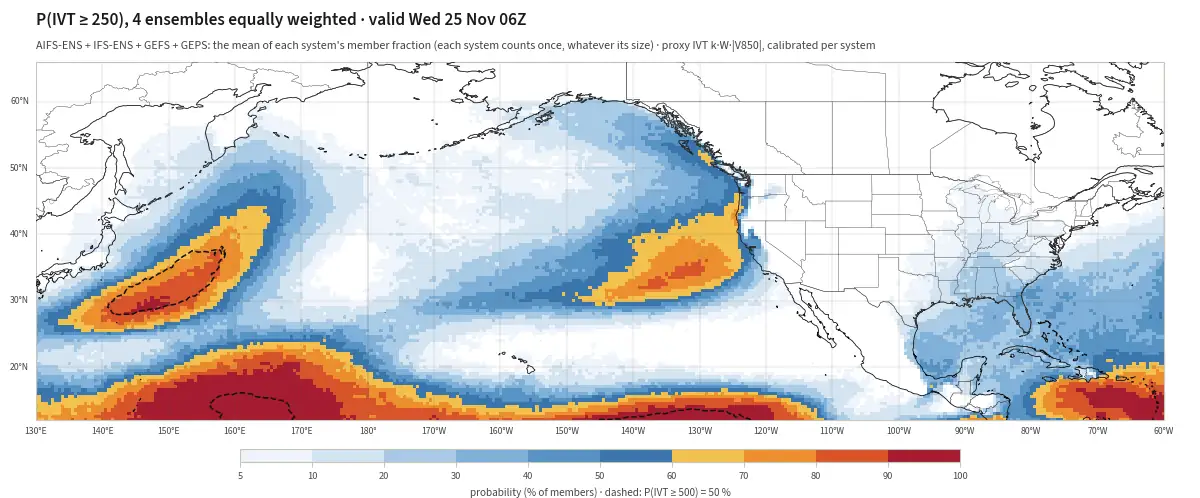 P(IVT ≥ 250), 4 ensembles equally weighted · valid Wed 25 Nov 06Z
AIFS-ENS + IFS-ENS + GEFS + GEPS: the mean of each system's member fraction (each system counts once, whatever its size) · proxy IVT k·W·|V850|, calibrated per system
60°N
50°N
40°N
30°N
20°N
130°E 140°E 150°E 160°E 170°E 180° 170°W 160°W 150°W 140°W 130°W 120°W 110°W 100°W 90°W 80°W 70°W 60°W
5 10 20 30 40 50 60 70 80 90 100
probability (% of members) · dashed: P(IVT ≥ 500) = 50 %